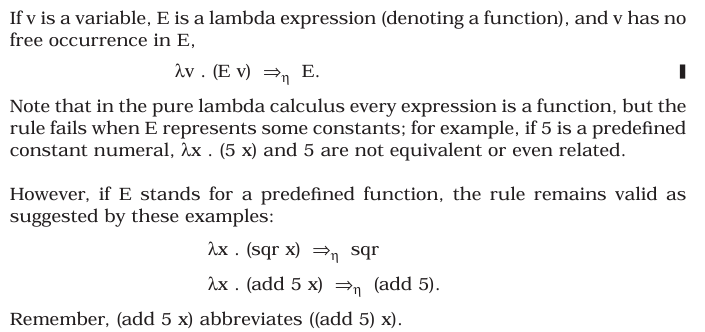 If v is a variable, E is a lambda expression (denoting a function), and v has no
free occurrence in E,
λv . (E v) ⇒η E.
Note that in the pure lambda calculus every expression is a function, but the
rule fails when E represents some constants; for example, if 5 is a predefined
constant numeral, λx . (5 x) and 5 are not equivalent or even related.
However, if E stands for a predefined function, the rule remains valid as
suggested by these examples:
λx . (sqr x) ⇒η sqr
λx . (add 5 x) ⇒η (add 5).
Remember, (add 5 x) abbreviates ((add 5) x).